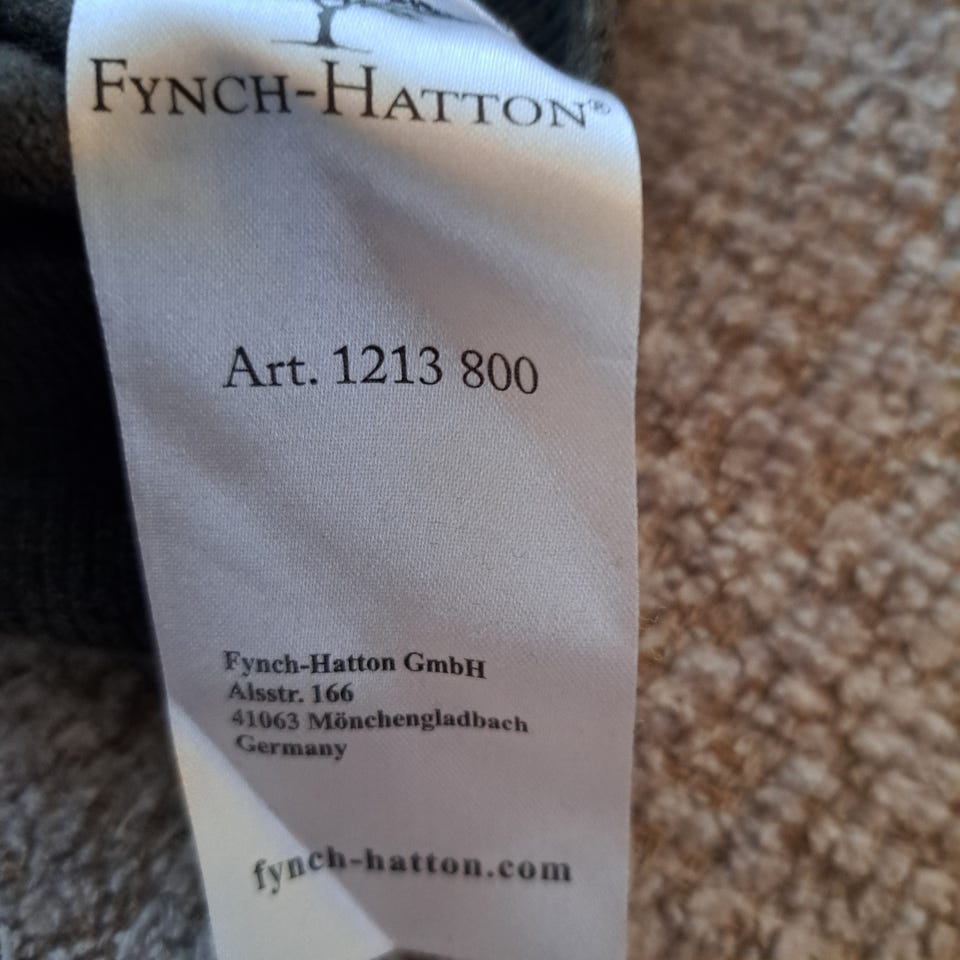 FYNCH-HATTON®
Art. 1213 800
Fynch-Hatton GmbH
Alsstr. 166
41063 Mönchengladbach
Germany
fynch-hatton.com